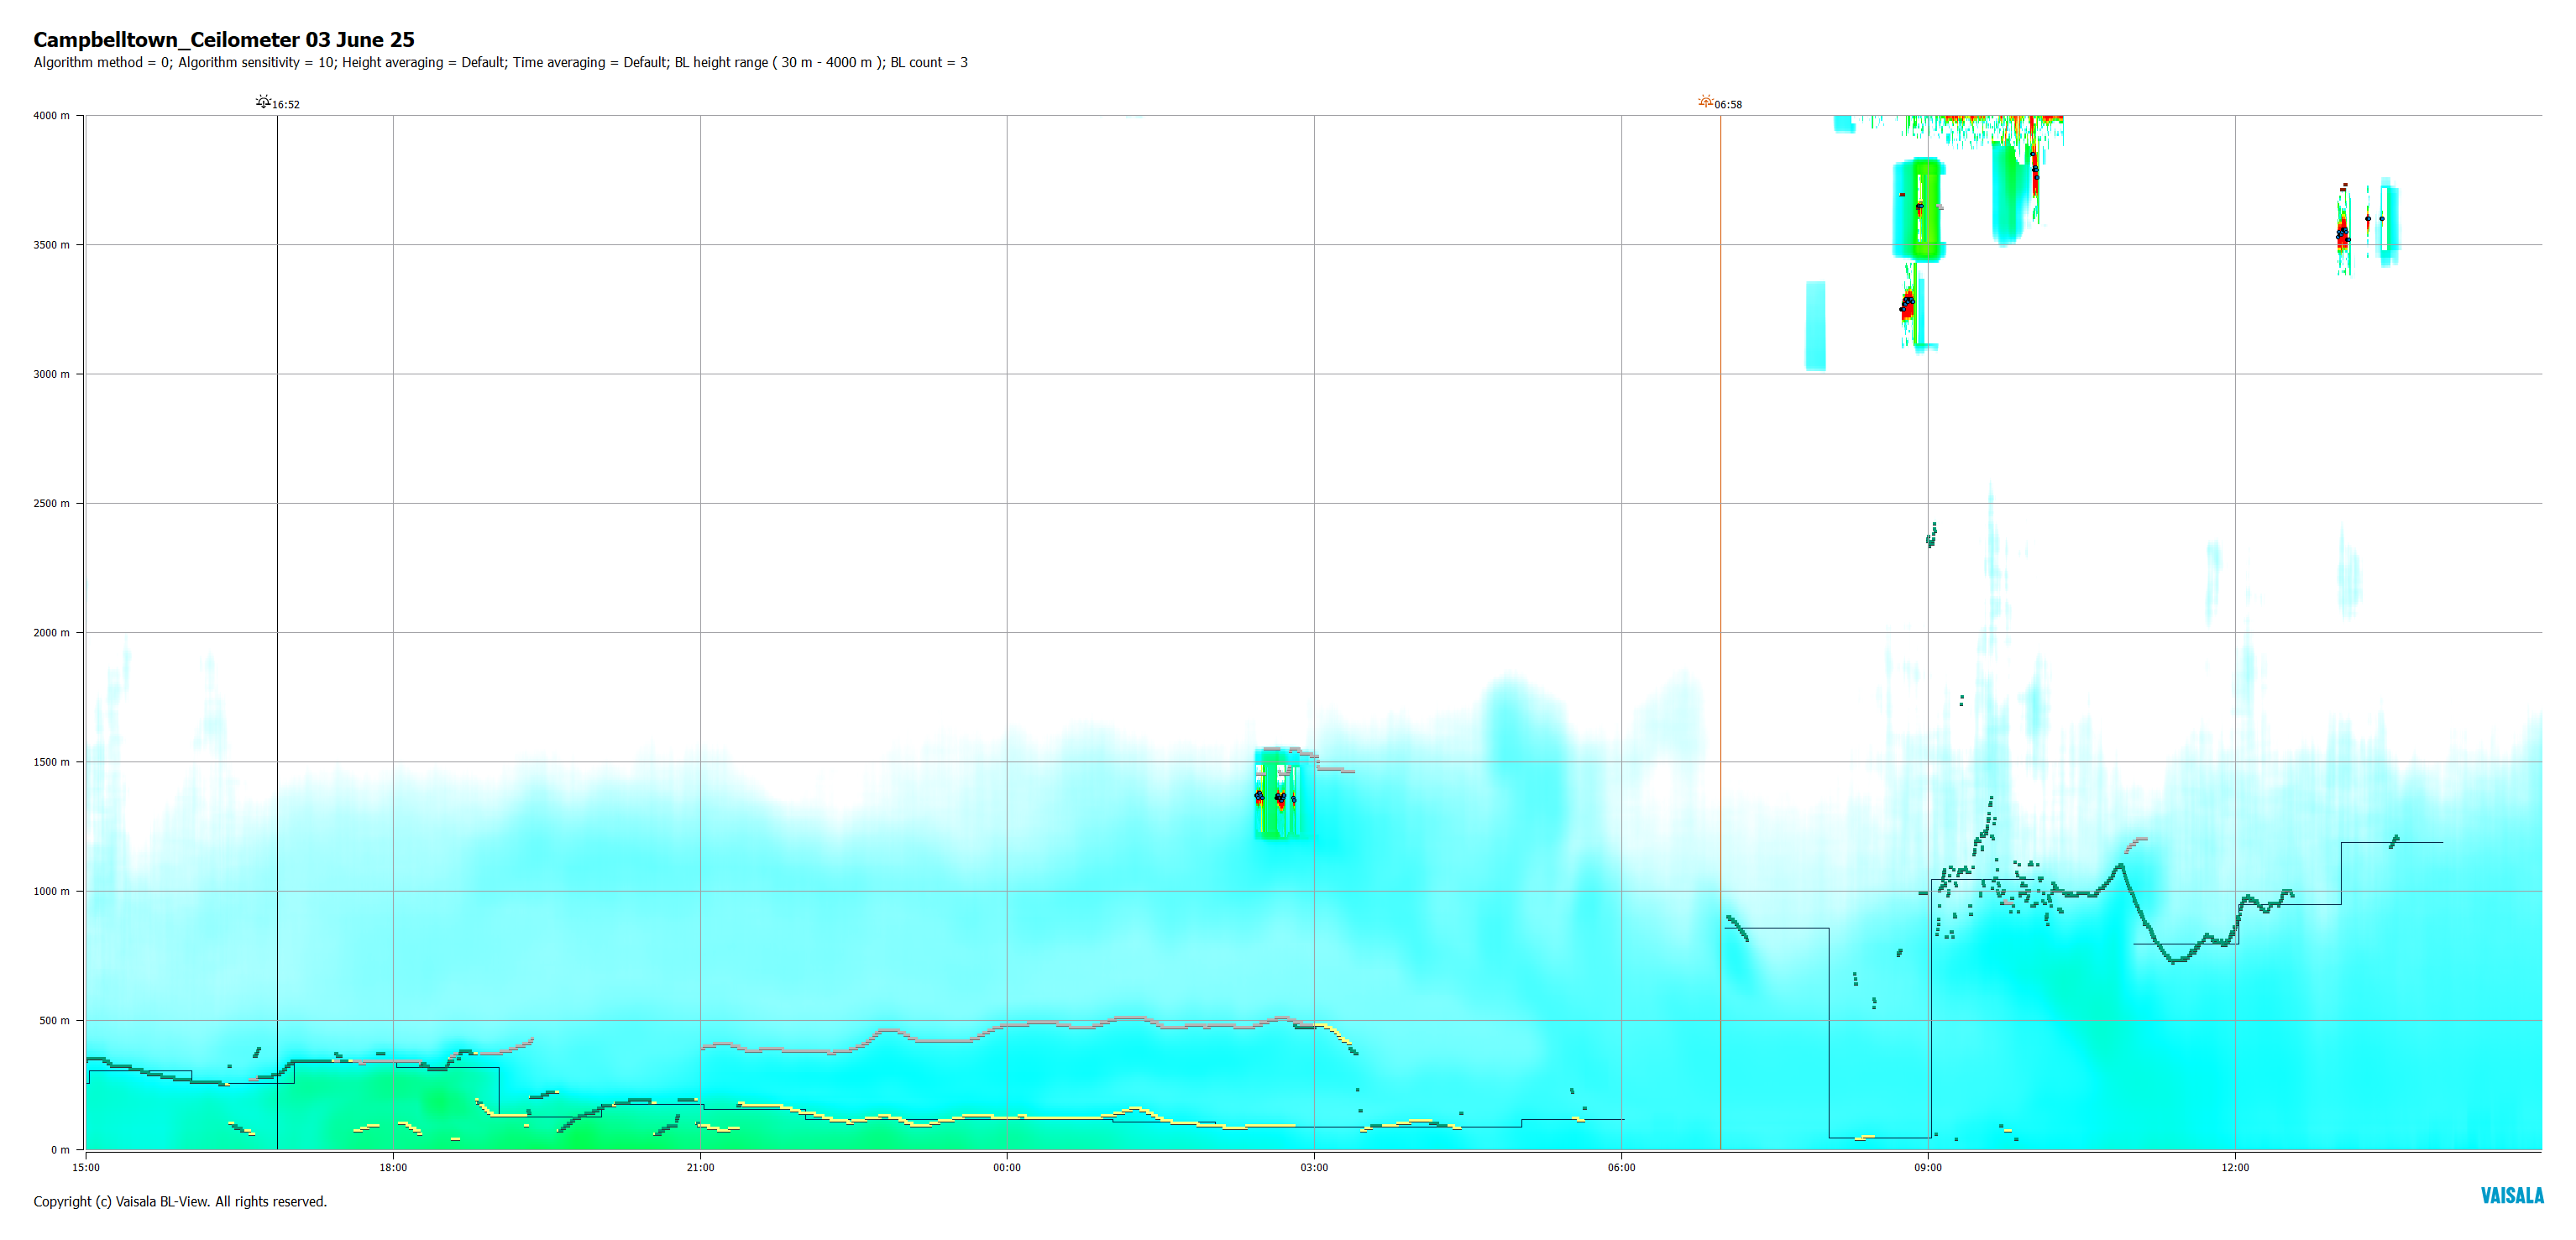 Campbelltown_Ceilometer 03 June 25
Algorithm method = 0; Algorithm sensitivity = 10; Height averaging = Default; Time averaging = Default; BL height range ( 30 m - 4000 m ); BL count = 3
16:52 06:58
4000 m
3500 m
3000 m
2500 m
2000 m
1500 m
1000 m
500 m
0 m
15:00 18:00 21:00 00:00 03:00 06:00 09:00 12:00
Copyright (c) Vaisala BL-View. All rights reserved.
VAISALA